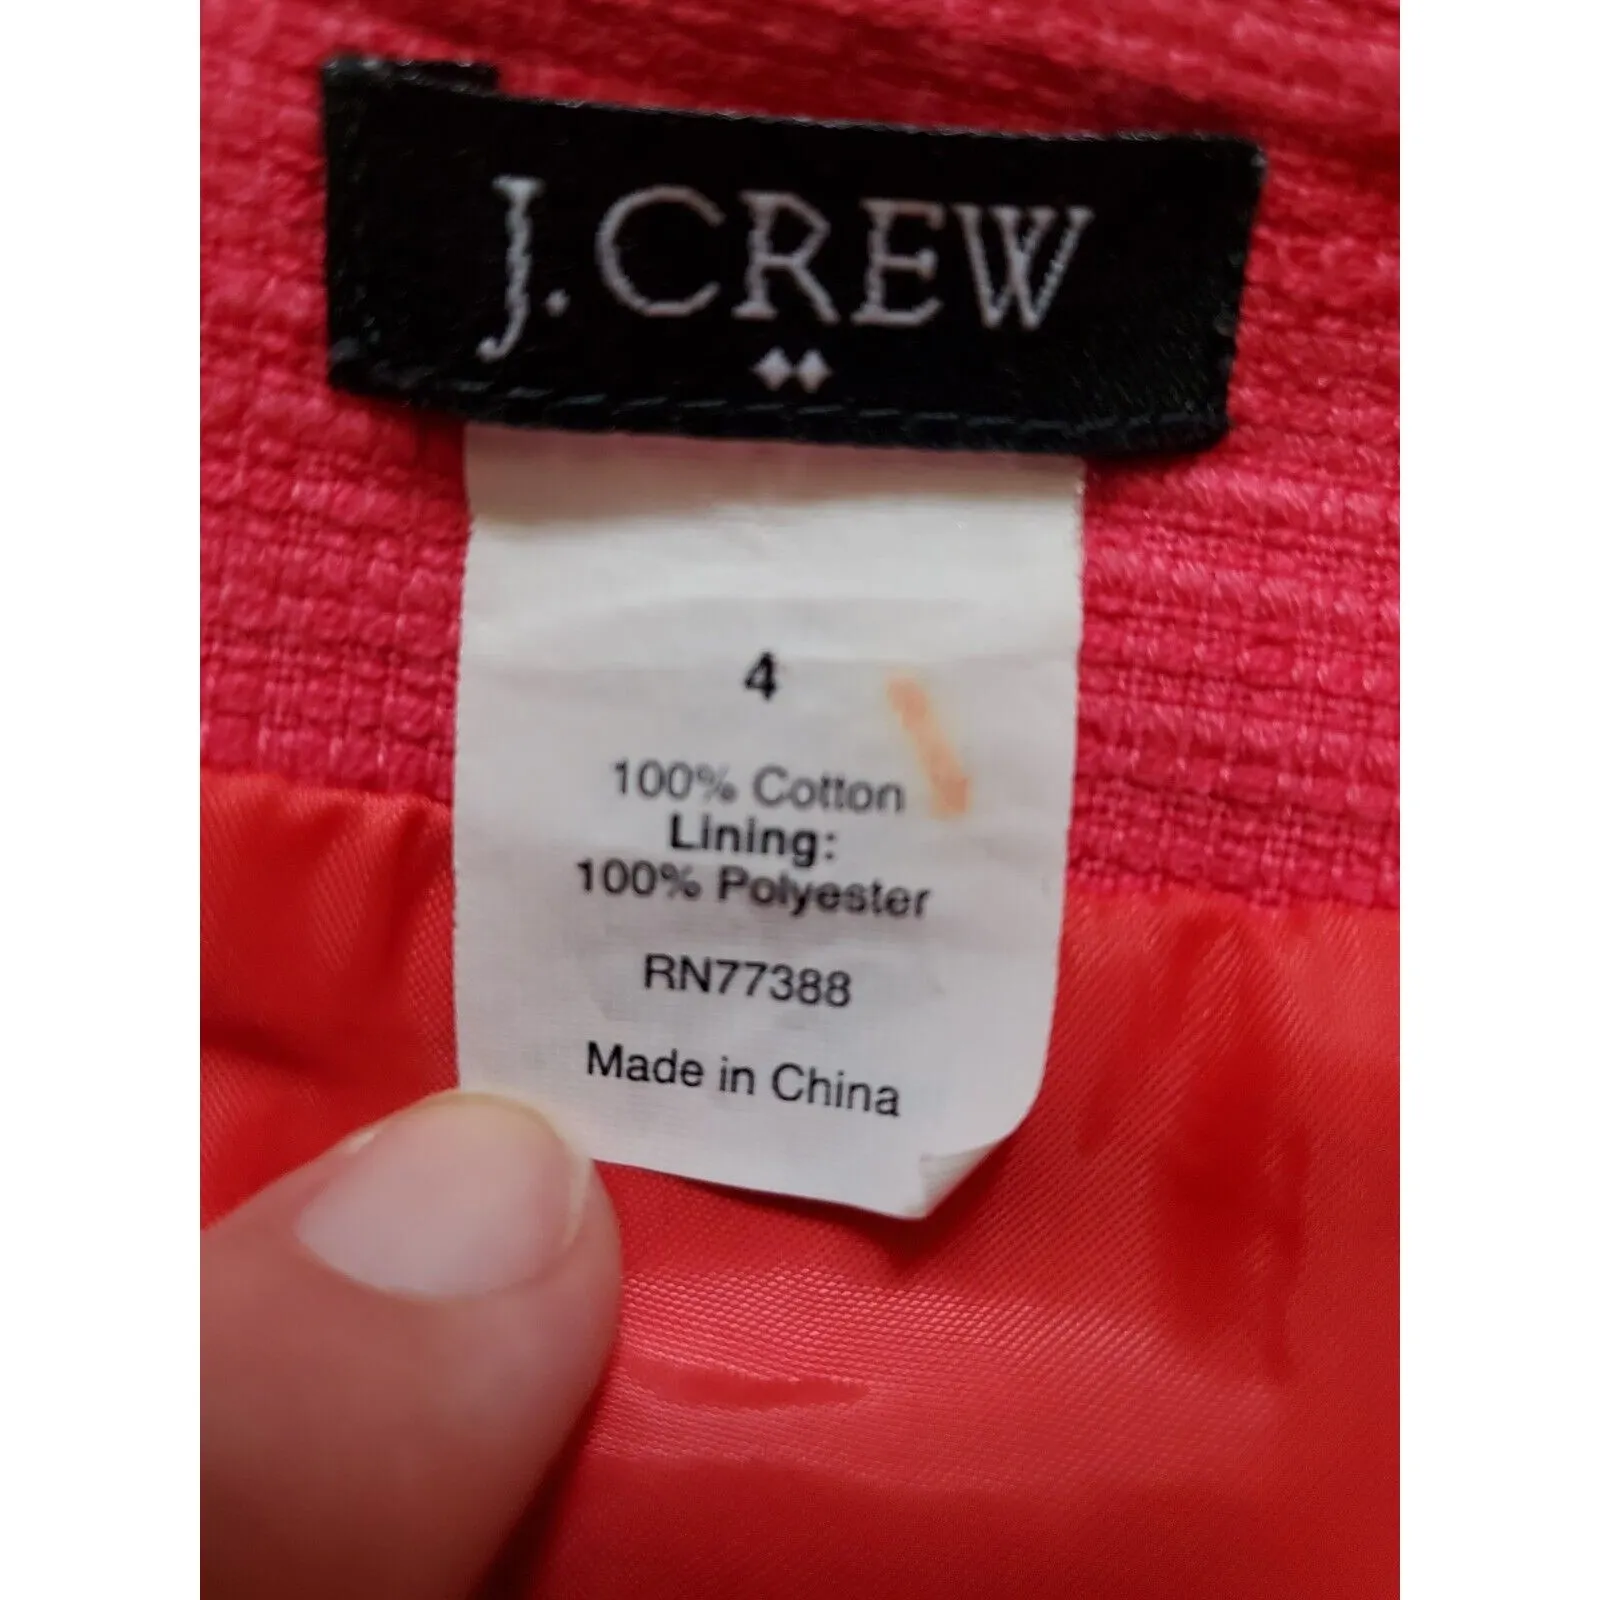 J.CREW
4
100% Cotton
Lining:
100% Polyester
RN77388
Made in China